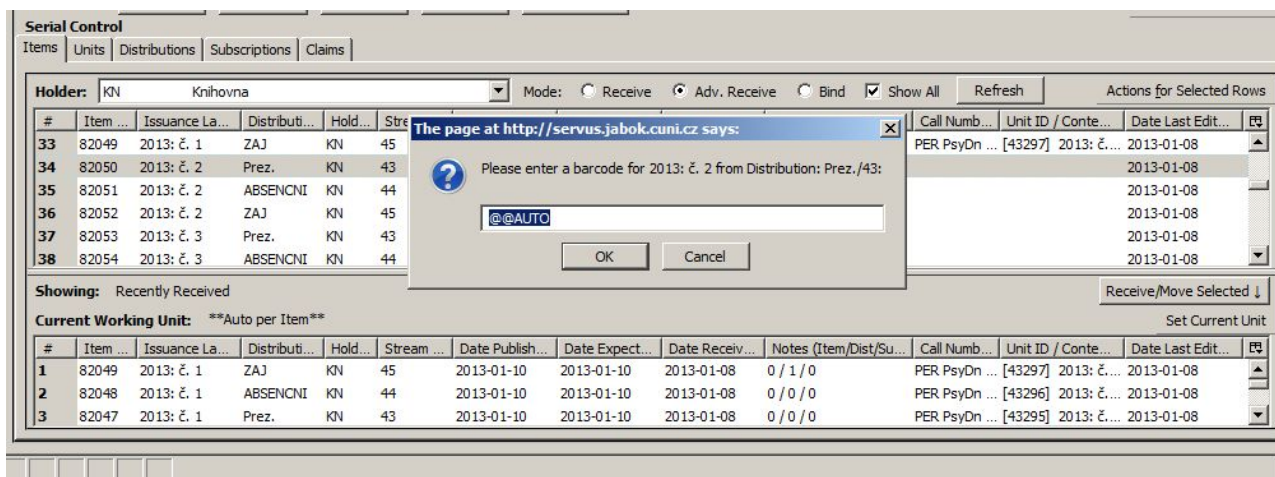 Serial Control
Items Units Distributions Subscriptions Claims
Holder: KN Knihovna Mode: Receive Adv. Receive Bind Show All Refresh Actions for Selected Rows
# Item ... Issuance La... Distributi... Hold... Stre Call Numb... Unit ID / Conte... Date Last Edit...
33 82049 2013: č. 1 ZAJ KN 45 PER PsyDn ... [43297] 2013: č.... 2013-01-08
34 82050 2013: č. 2 Prez. KN 43 2013-01-08
35 82051 2013: č. 2 ABSENCNI KN 44 2013-01-08
36 82052 2013: č. 2 ZAJ KN 45 2013-01-08
37 82053 2013: č. 3 Prez. KN 43 2013-01-08
38 82054 2013: č. 3 ABSENCNI KN 44 2013-01-08
The page at http://servus.jabok.cuni.cz says:
Please enter a barcode for 2013: č. 2 from Distribution: Prez./43:
@@AUTO
OK Cancel
Showing: Recently Received Receive/Move Selected ↓
Current Working Unit: **Auto per Item** Set Current Unit
# Item ... Issuance La... Distributi... Hold... Stream ... Date Publish... Date Expect... Date Receiv... Notes (Item/Dist/Su... Call Numb... Unit ID / Conte... Date Last Edit...
1 82049 2013: č. 1 ZAJ KN 45 2013-01-10 2013-01-10 2013-01-08 0 / 1 / 0 PER PsyDn ... [43297] 2013: č.... 2013-01-08
2 82048 2013: č. 1 ABSENCNI KN 44 2013-01-10 2013-01-10 2013-01-08 0 / 0 / 0 PER PsyDn ... [43296] 2013: č.... 2013-01-08
3 82047 2013: č. 1 Prez. KN 43 2013-01-10 2013-01-10 2013-01-08 0 / 0 / 0 PER PsyDn ... [43295] 2013: č.... 2013-01-08